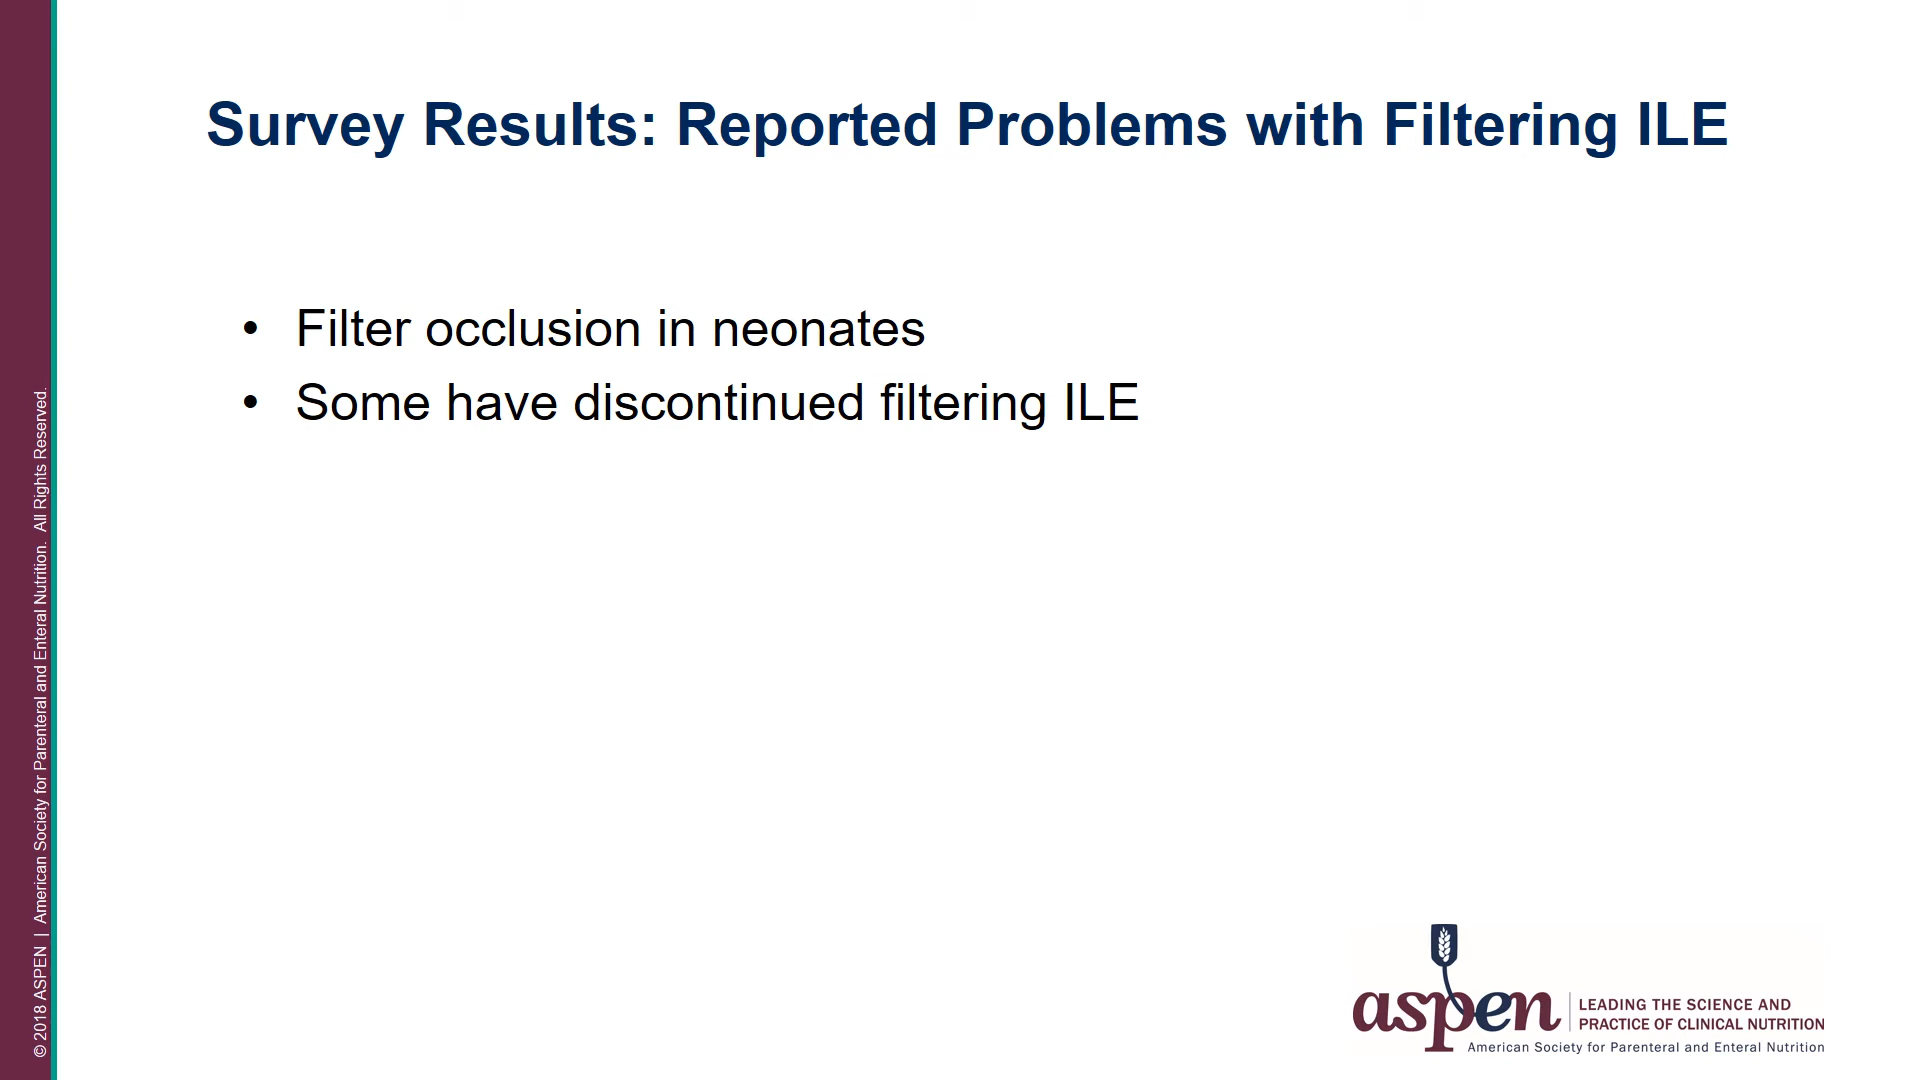 Survey Results: Reported Problems with Filtering ILE
• Filter occlusion in neonates
• Some have discontinued filtering ILE
© 2018 ASPEN | American Society for Parenteral and Enteral Nutrition. All Rights Reserved.
aspen
LEADING THE SCIENCE AND
PRACTICE OF CLINICAL NUTRITION
American Society for Parenteral and Enteral Nutrition